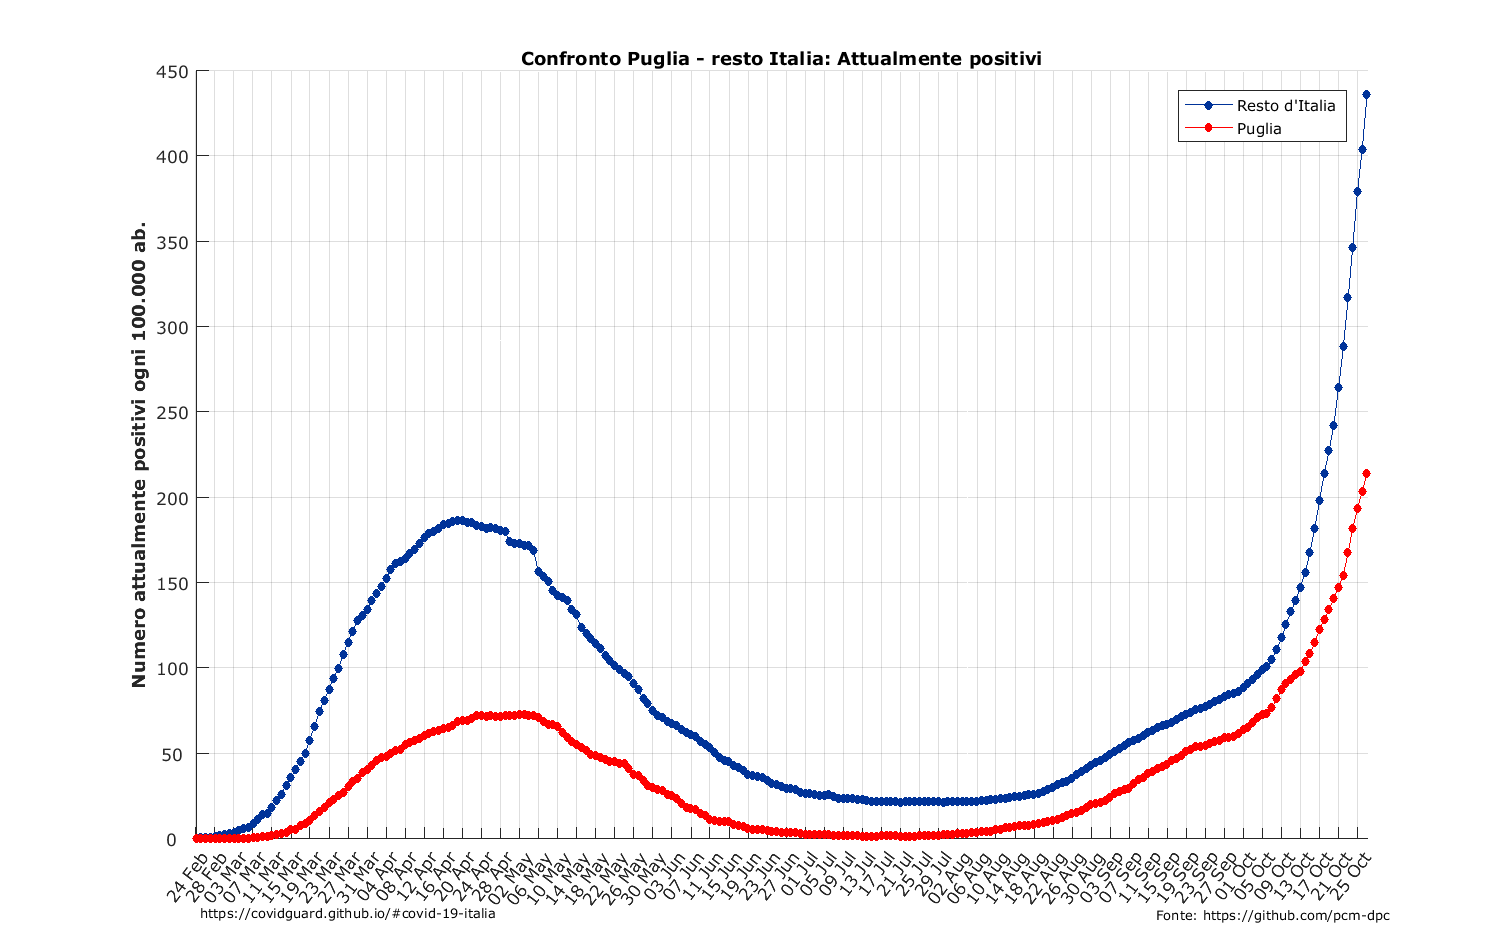 Confronto Puglia - resto Italia: Attualmente positivi
Resto d'Italia
Puglia
Numero attualmente positivi ogni 100.000 ab.
450
400
350
300
250
200
150
100
50
0
24 Feb
28 Feb
03 Mar
07 Mar
11 Mar
15 Mar
19 Mar
23 Mar
27 Mar
31 Mar
04 Apr
08 Apr
12 Apr
16 Apr
20 Apr
24 Apr
28 Apr
02 May
06 May
10 May
14 May
18 May
22 May
26 May
30 May
03 Jun
07 Jun
11 Jun
15 Jun
19 Jun
23 Jun
27 Jun
01 Jul
05 Jul
09 Jul
13 Jul
17 Jul
21 Jul
25 Jul
29 Jul
02 Aug
06 Aug
10 Aug
14 Aug
18 Aug
22 Aug
26 Aug
30 Aug
03 Sep
07 Sep
11 Sep
15 Sep
19 Sep
23 Sep
27 Sep
01 Oct
05 Oct
09 Oct
13 Oct
17 Oct
21 Oct
25 Oct
https://covidguard.github.io/#covid-19-italia
Fonte: https://github.com/pcm-dpc